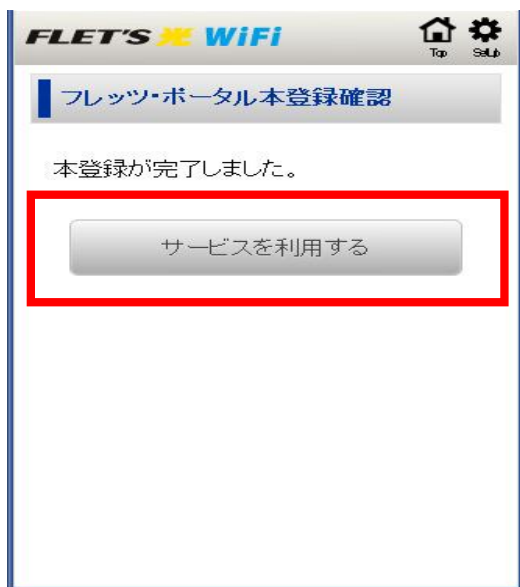 FLET'S光 WiFi
Top SetUp
フレッツ・ポータル本登録確認
本登録が完了しました。
サービスを利用する